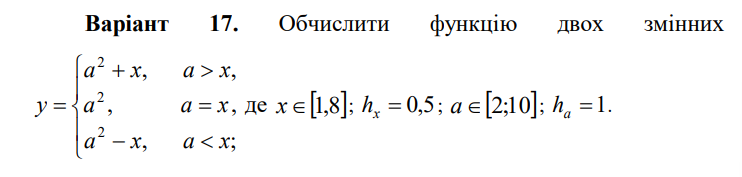 Варіант 17. Обчислити функцію двох змінних
a² + x, a > x,
y = { a², a = x, де x ∈ [1,8]; hₓ = 0,5; a ∈ [2;10]; hₐ = 1.
a² − x, a < x;